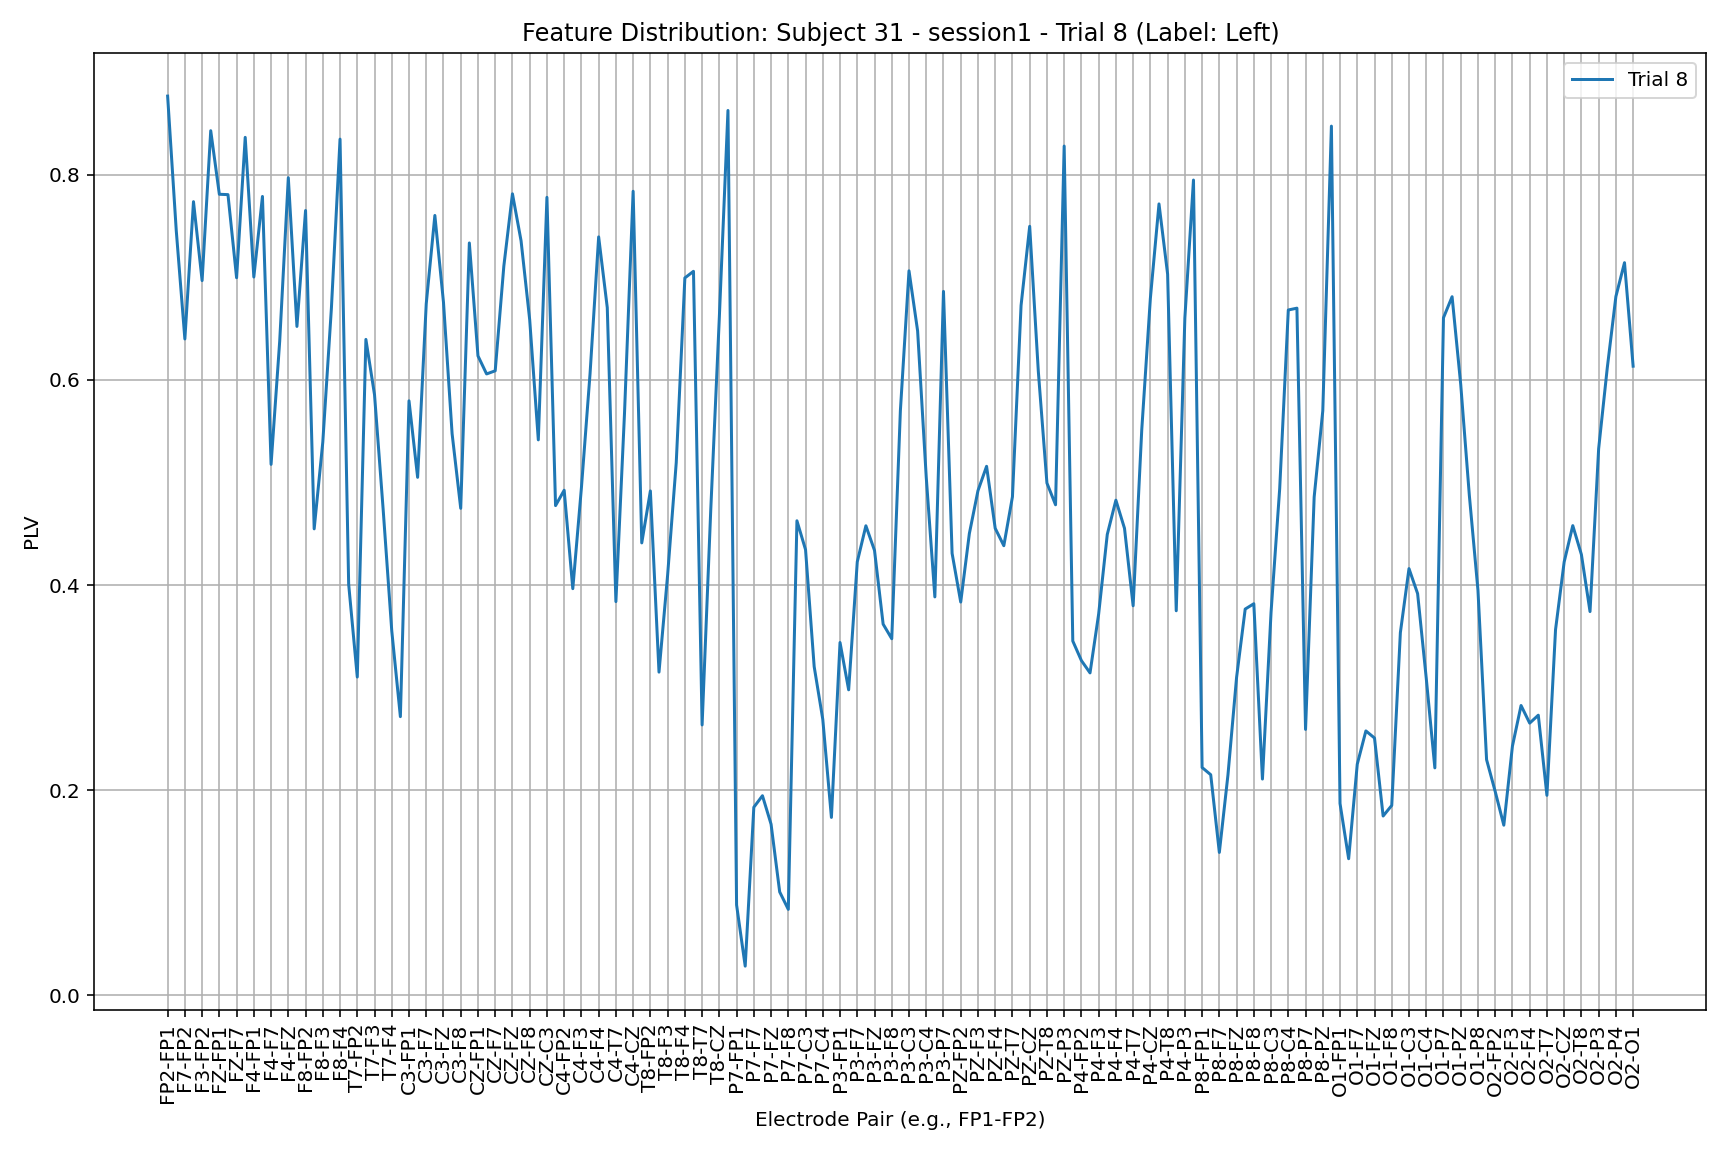 Feature Distribution: Subject 31 - session1 - Trial 8 (Label: Left)
Trial 8
PLV
0.8
0.6
0.4
0.2
0.0
FP2-FP1
F7-FP2
F3-FP2
FZ-FP1
FZ-F7
F4-FP1
F4-F7
F4-FZ
F8-FP2
F8-F3
F8-F4
T7-FP2
T7-F3
T7-F4
C3-FP1
C3-F7
C3-FZ
C3-F8
CZ-FP1
CZ-F7
CZ-FZ
CZ-F8
CZ-C3
C4-FP2
C4-F3
C4-F4
C4-T7
C4-CZ
T8-FP2
T8-F3
T8-F4
T8-T7
T8-CZ
P7-FP1
P7-F7
P7-FZ
P7-F8
P7-C3
P7-C4
P3-FP1
P3-F7
P3-FZ
P3-F8
P3-C3
P3-C4
P3-P7
PZ-FP2
PZ-F3
PZ-F4
PZ-T7
PZ-CZ
PZ-T8
PZ-P3
P4-FP2
P4-F3
P4-F4
P4-T7
P4-CZ
P4-T8
P4-P3
P8-FP1
P8-F7
P8-FZ
P8-F8
P8-C3
P8-C4
P8-P7
P8-PZ
O1-FP1
O1-F7
O1-FZ
O1-F8
O1-C3
O1-C4
O1-P7
O1-PZ
O1-P8
O2-FP2
O2-F3
O2-F4
O2-T7
O2-CZ
O2-T8
O2-P3
O2-P4
O2-O1
Electrode Pair (e.g., FP1-FP2)